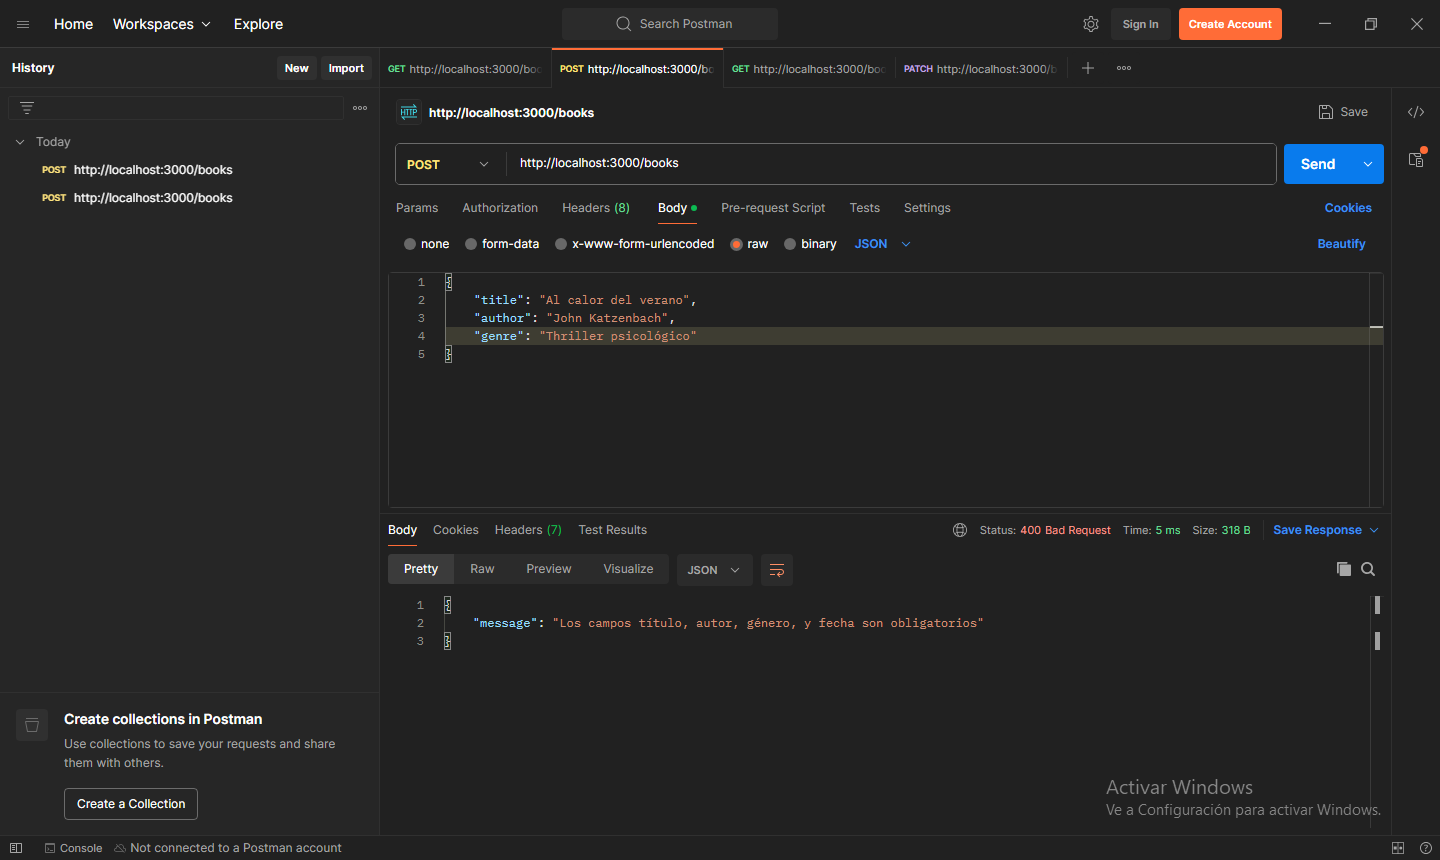 Home Workspaces Explore Search Postman Sign In Create Account
History New Import
GET http://localhost:3000/boo POST http://localhost:3000/bo GET http://localhost:3000/boo PATCH http://localhost:3000/b
HTTP http://localhost:3000/books Save
Today
POST http://localhost:3000/books
POST http://localhost:3000/books
POST http://localhost:3000/books Send
Params Authorization Headers (8) Body Pre-request Script Tests Settings Cookies
none form-data x-www-form-urlencoded raw binary JSON Beautify
1 {
2 "title": "Al calor del verano",
3 "author": "John Katzenbach",
4 "genre": "Thriller psicológico"
5 }
Body Cookies Headers (7) Test Results Status: 400 Bad Request Time: 5 ms Size: 318 B Save Response
Pretty Raw Preview Visualize JSON
1 {
2 "message": "Los campos título, autor, género, y fecha son obligatorios"
3 }
Create collections in Postman
Use collections to save your requests and share
them with others.
Create a Collection
Activar Windows
Ve a Configuración para activar Windows.
Console Not connected to a Postman account